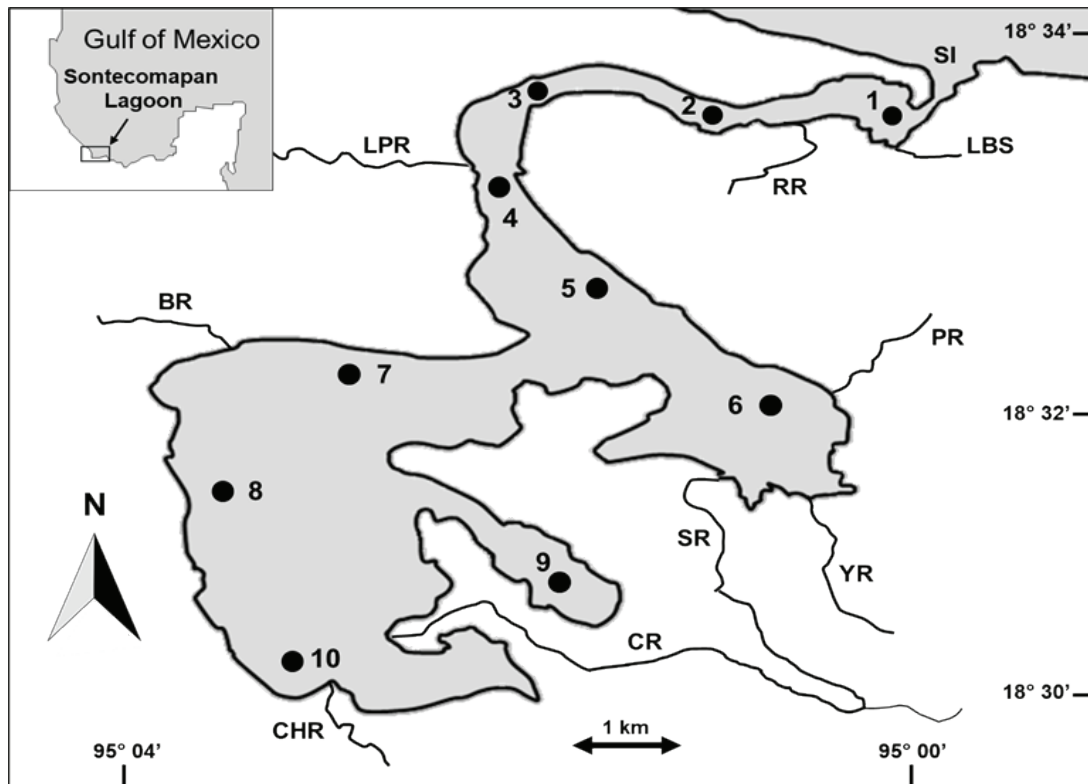 Gulf of Mexico
Sontecomapan
Lagoon
18° 34’
SI
3
2
1
LPR
LBS
RR
4
5
BR
PR
7
6
18° 32’
8
N
SR
9
YR
CR
10
18° 30’
CHR
1 km
95° 04’
95° 00’